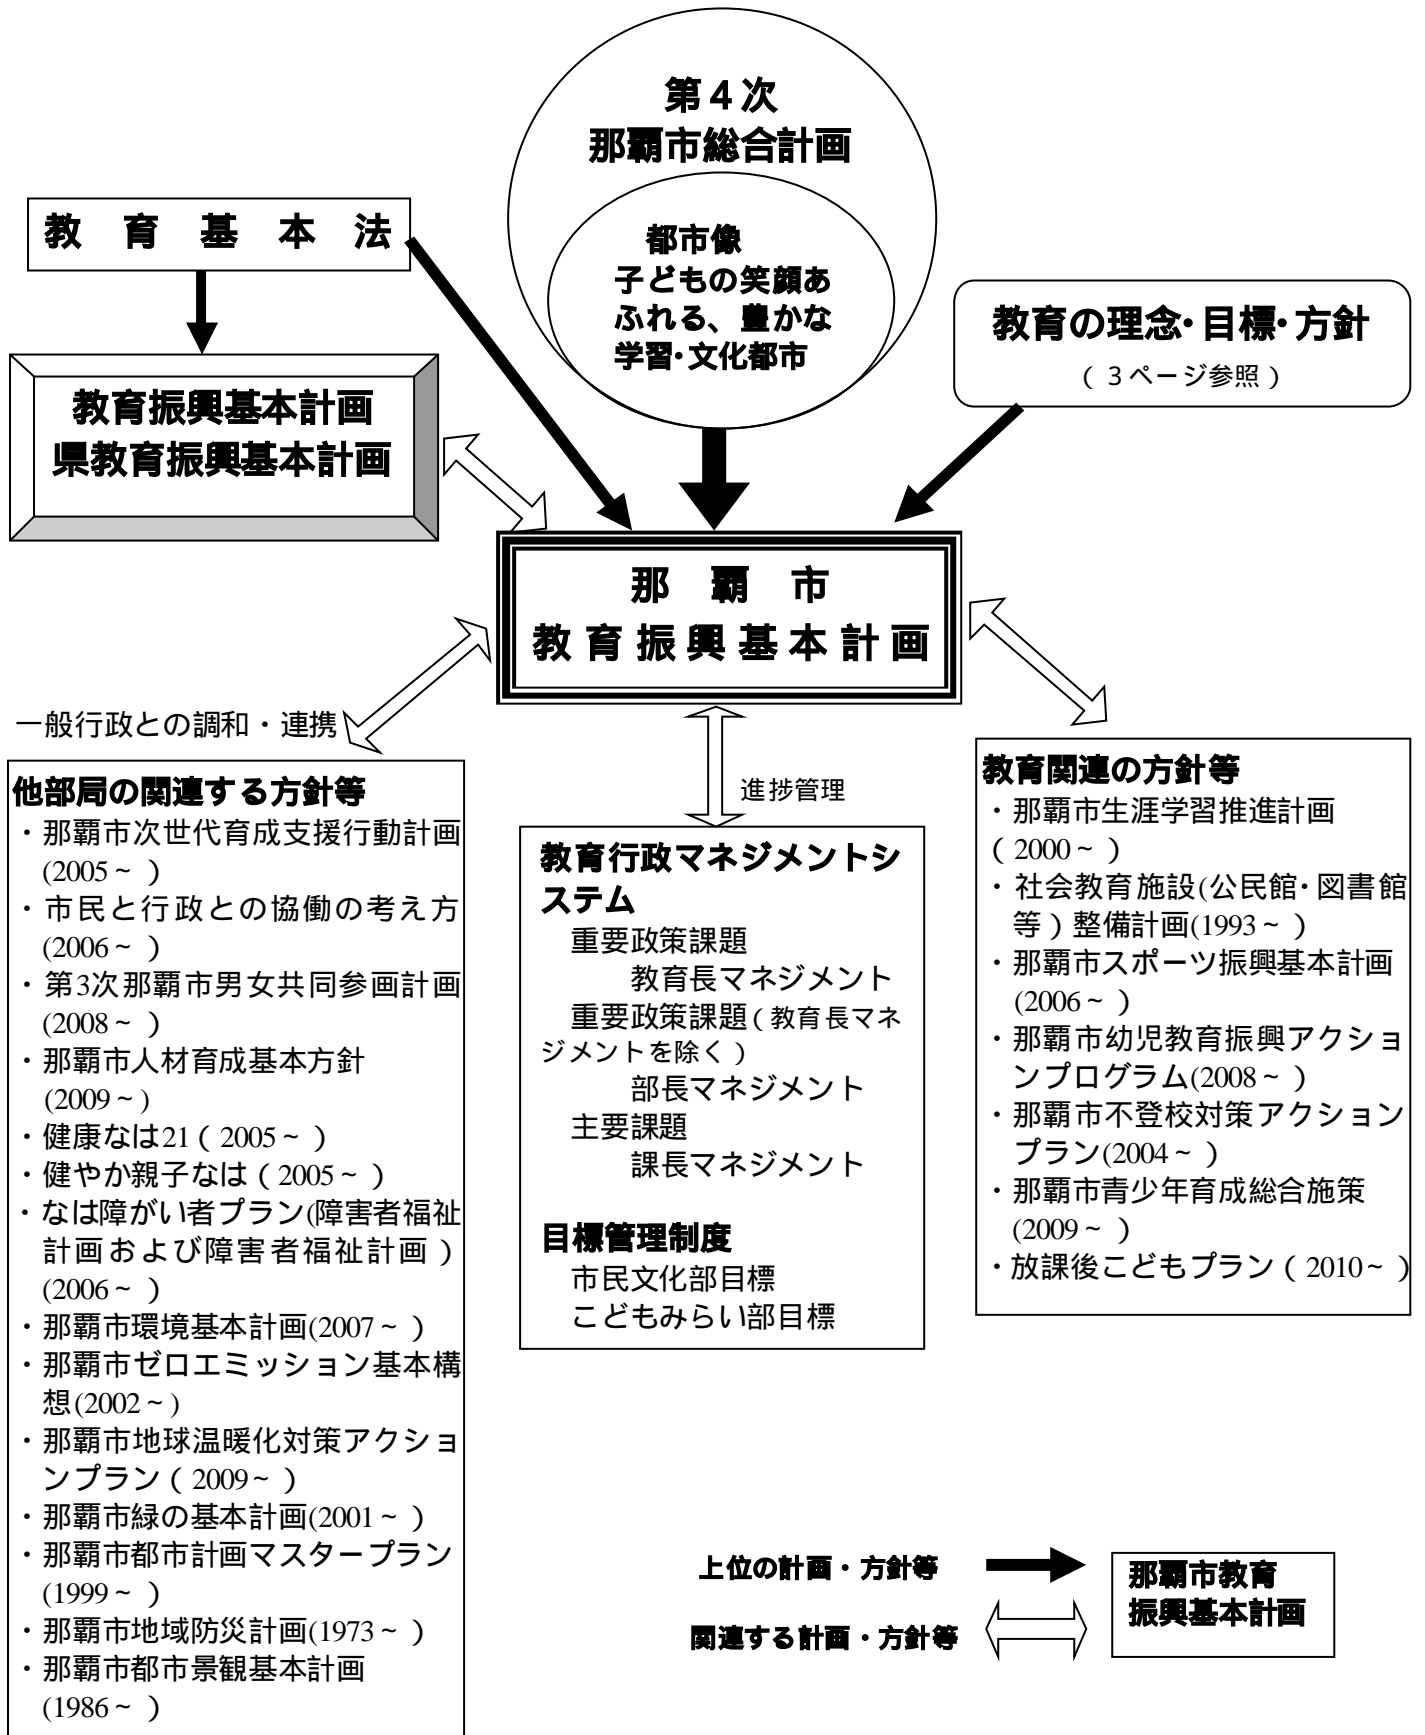 第４次
那覇市総合計画
都市像
子どもの笑顔あ
ふれる、豊かな
学習・文化都市
教育基本法
教育の理念・目標・方針
（３ページ参照）
教育振興基本計画
県教育振興基本計画
那覇市
教育振興基本計画
一般行政との調和・連携
他部局の関連する方針等
・那覇市次世代育成支援行動計画
(2005～ ）
・市民と行政との協働の考え方
(2006～ ）
・第3次那覇市男女共同参画計画
(2008～ ）
・那覇市人材育成基本方針
(2009～)
・健康なは21（2005～ ）
・健やか親子なは（2005～ ）
・なは障がい者プラン(障害者福祉
計画および障害者福祉計画）
(2006～ ）
・那覇市環境基本計画(2007～ ）
・那覇市ゼロエミッション基本構
想(2002～)
・那覇市地球温暖化対策アクショ
ンプラン（2009～ ）
・那覇市緑の基本計画(2001～ ）
・那覇市都市計画マスタープラン
(1999～ ）
・那覇市地域防災計画(1973～ ）
・那覇市都市景観基本計画
(1986～ ）
進捗管理
教育行政マネジメントシ
ステム
重要政策課題
教育長マネジメント
重要政策課題（教育長マネ
ジメントを除く）
部長マネジメント
主要課題
課長マネジメント
目標管理制度
市民文化部目標
こどもみらい部目標
教育関連の方針等
・那覇市生涯学習推進計画
（2000～ ）
・社会教育施設(公民館・図書館
等）整備計画(1993～ ）
・那覇市スポーツ振興基本計画
(2006～ ）
・那覇市幼児教育振興アクショ
ンプログラム(2008～ ）
・那覇市不登校対策アクション
プラン(2004～ ）
・那覇市青少年育成総合施策
(2009～ ）
・放課後こどもプラン（2010～ ）
上位の計画・方針等
関連する計画・方針等
那覇市教育
振興基本計画